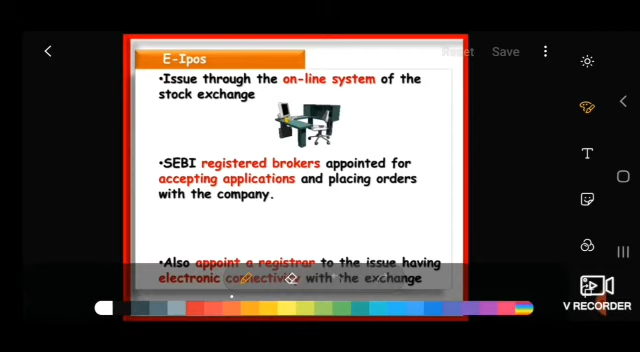 Reset Save
E-Ipos
•Issue through the on-line system of the
stock exchange
•SEBI registered brokers appointed for
accepting applications and placing orders
with the company.
•Also appoint a registrar to the issue having
electronic connectivity with the exchange
T
V RECORDER